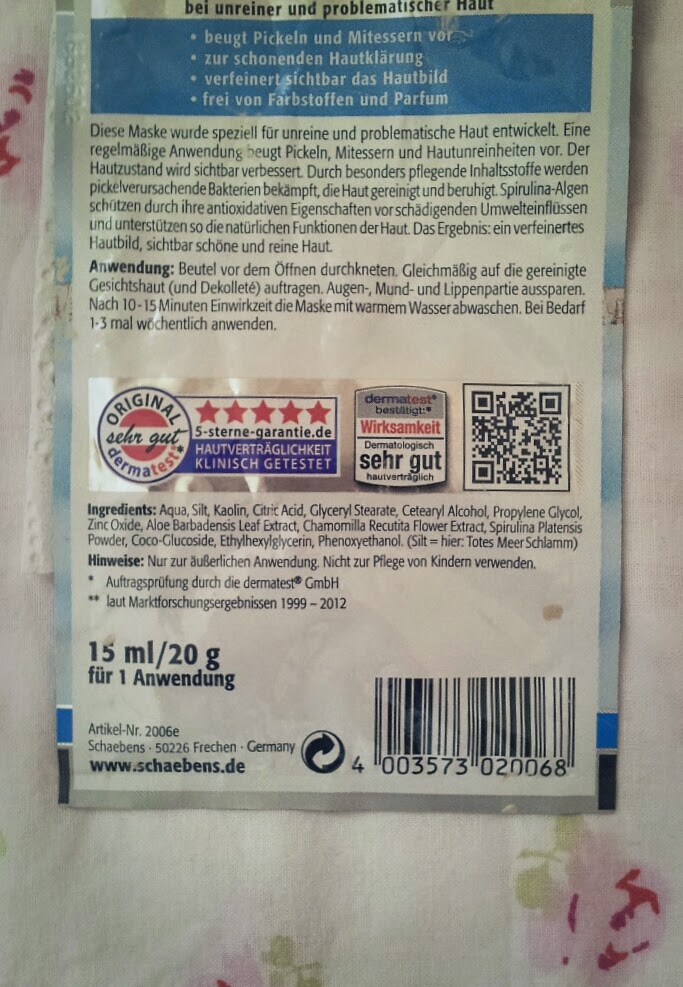 bei unreiner und problematischer Haut
• beugt Pickeln und Mitessern vor
• zur schonenden Hautklärung
• verfeinert sichtbar das Hautbild
• frei von Farbstoffen und Parfum
Diese Maske wurde speziell für unreine und problematische Haut entwickelt. Eine
regelmäßige Anwendung beugt Pickeln, Mitessern und Hautunreinheiten vor. Der
Hautzustand wird sichtbar verbessert. Durch besonders pflegende Inhaltsstoffe werden
pickelverursachende Bakterien bekämpft, die Haut gereinigt und beruhigt. Spirulina-Algen
schützen durch ihre antioxidativen Eigenschaften vor schädigenden Umwelteinflüssen
und unterstützen so die natürlichen Funktionen der Haut. Das Ergebnis: ein verfeinertes
Hautbild, sichtbar schöne und reine Haut.
Anwendung: Beutel vor dem Öffnen durchkneten. Gleichmäßig auf die gereinigte
Gesichtshaut (und Dekolleté) auftragen. Augen-, Mund- und Lippenpartie aussparen.
Nach 10-15 Minuten Einwirkzeit die Maske mit warmem Wasser abwaschen. Bei Bedarf
1-3 mal wöchentlich anwenden.
ORIGINAL
sehr gut
dermatest®
5-sterne-garantie.de
HAUTVERTRÄGLICHKEIT
KLINISCH GETESTET
dermatest®
bestätigt:*
Wirksamkeit
Dermatologisch
sehr gut
hautverträglich
Ingredients: Aqua, Silt, Kaolin, Citric Acid, Glyceryl Stearate, Cetearyl Alcohol, Propylene Glycol,
Zinc Oxide, Aloe Barbadensis Leaf Extract, Chamomilla Recutita Flower Extract, Spirulina Platensis
Powder, Coco-Glucoside, Ethylhexylglycerin, Phenoxyethanol. (Silt = hier: Totes Meer Schlamm)
Hinweise: Nur zur äußerlichen Anwendung. Nicht zur Pflege von Kindern verwenden.
* Auftragsprüfung durch die dermatest® GmbH
** laut Marktforschungsergebnissen 1999 – 2012
15 ml/20 g
für 1 Anwendung
Artikel-Nr. 2006e
Schaebens · 50226 Frechen · Germany
www.schaebens.de
4 003573 020068